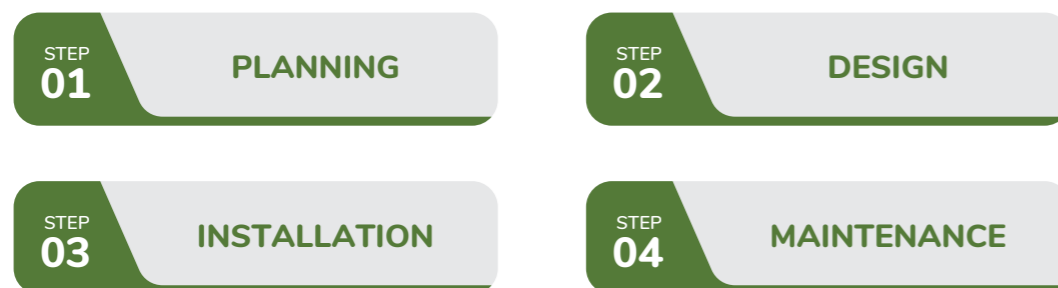 STEP
01
PLANNING
STEP
02
DESIGN
STEP
03
INSTALLATION
STEP
04
MAINTENANCE